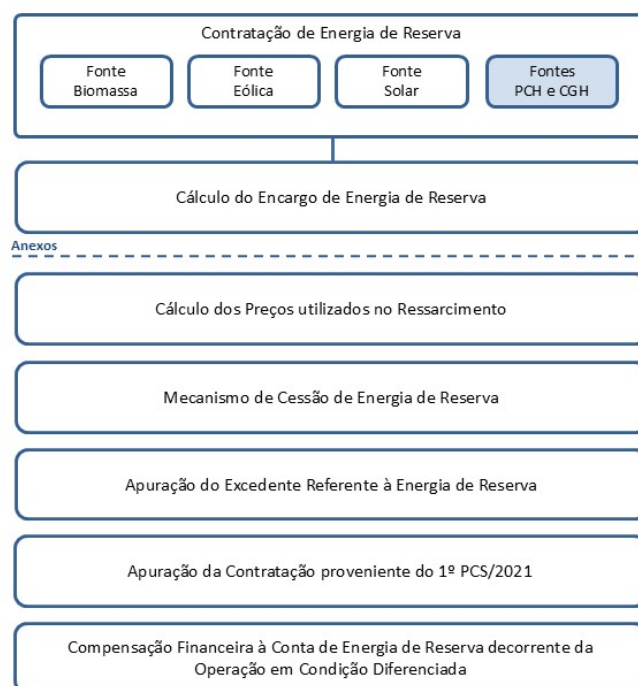 Contratação de Energia de Reserva
Fonte
Biomassa
Fonte
Eólica
Fonte
Solar
Fontes
PCH e CGH
Cálculo do Encargo de Energia de Reserva
Anexos
Cálculo dos Preços utilizados no Ressarcimento
Mecanismo de Cessão de Energia de Reserva
Apuração do Excedente Referente à Energia de Reserva
Apuração da Contratação proveniente do 1º PCS/2021
Compensação Financeira à Conta de Energia de Reserva decorrente da
Operação em Condição Diferenciada